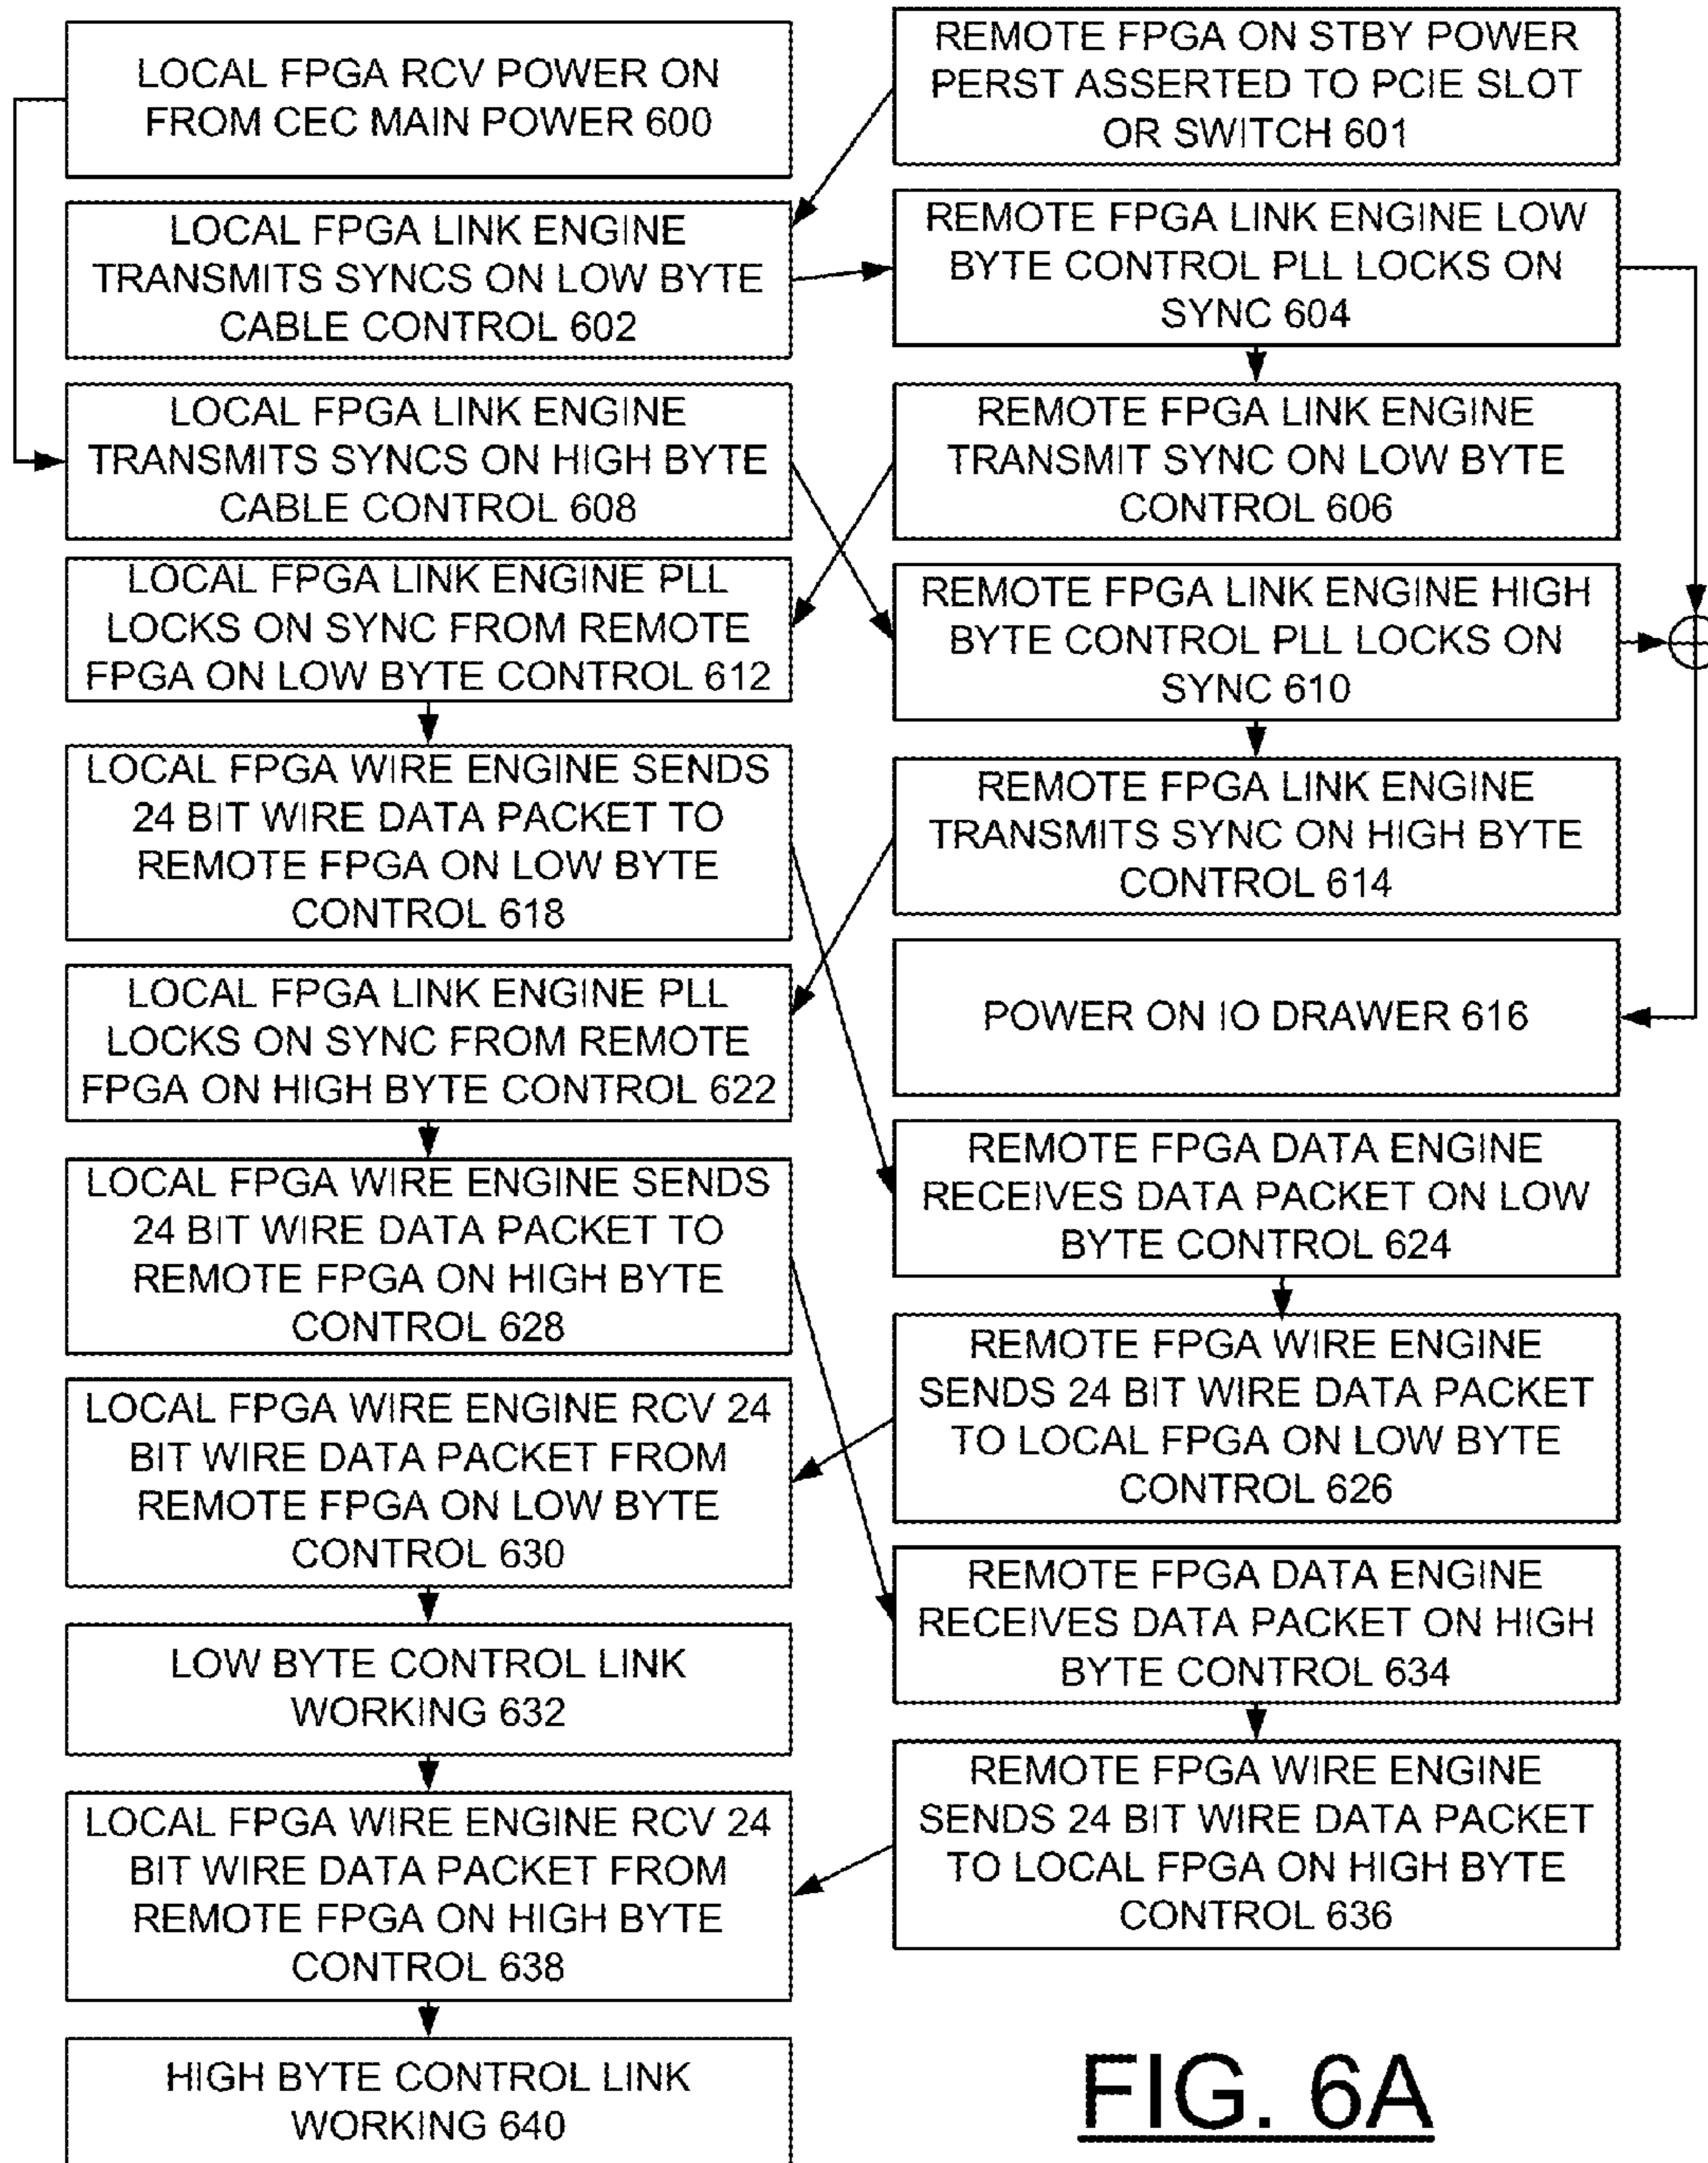 LOCAL FPGA RCV POWER ON
FROM CEC MAIN POWER 600
REMOTE FPGA ON STBY POWER
PERST ASSERTED TO PCIE SLOT
OR SWITCH 601
LOCAL FPGA LINK ENGINE
TRANSMITS SYNCS ON LOW BYTE
CABLE CONTROL 602
REMOTE FPGA LINK ENGINE LOW
BYTE CONTROL PLL LOCKS ON
SYNC 604
LOCAL FPGA LINK ENGINE
TRANSMITS SYNCS ON HIGH BYTE
CABLE CONTROL 608
REMOTE FPGA LINK ENGINE
TRANSMIT SYNC ON LOW BYTE
CONTROL 606
LOCAL FPGA LINK ENGINE PLL
LOCKS ON SYNC FROM REMOTE
FPGA ON LOW BYTE CONTROL 612
REMOTE FPGA LINK ENGINE HIGH
BYTE CONTROL PLL LOCKS ON
SYNC 610
LOCAL FPGA WIRE ENGINE SENDS
24 BIT WIRE DATA PACKET TO
REMOTE FPGA ON LOW BYTE
CONTROL 618
REMOTE FPGA LINK ENGINE
TRANSMITS SYNC ON HIGH BYTE
CONTROL 614
LOCAL FPGA LINK ENGINE PLL
LOCKS ON SYNC FROM REMOTE
FPGA ON HIGH BYTE CONTROL 622
POWER ON IO DRAWER 616
LOCAL FPGA WIRE ENGINE SENDS
24 BIT WIRE DATA PACKET TO
REMOTE FPGA ON HIGH BYTE
CONTROL 628
REMOTE FPGA DATA ENGINE
RECEIVES DATA PACKET ON LOW
BYTE CONTROL 624
LOCAL FPGA WIRE ENGINE RCV 24
BIT WIRE DATA PACKET FROM
REMOTE FPGA ON LOW BYTE
CONTROL 630
REMOTE FPGA WIRE ENGINE
SENDS 24 BIT WIRE DATA PACKET
TO LOCAL FPGA ON LOW BYTE
CONTROL 626
LOW BYTE CONTROL LINK
WORKING 632
REMOTE FPGA DATA ENGINE
RECEIVES DATA PACKET ON HIGH
BYTE CONTROL 634
LOCAL FPGA WIRE ENGINE RCV 24
BIT WIRE DATA PACKET FROM
REMOTE FPGA ON HIGH BYTE
CONTROL 638
REMOTE FPGA WIRE ENGINE
SENDS 24 BIT WIRE DATA PACKET
TO LOCAL FPGA ON HIGH BYTE
CONTROL 636
HIGH BYTE CONTROL LINK
WORKING 640
FIG. 6A